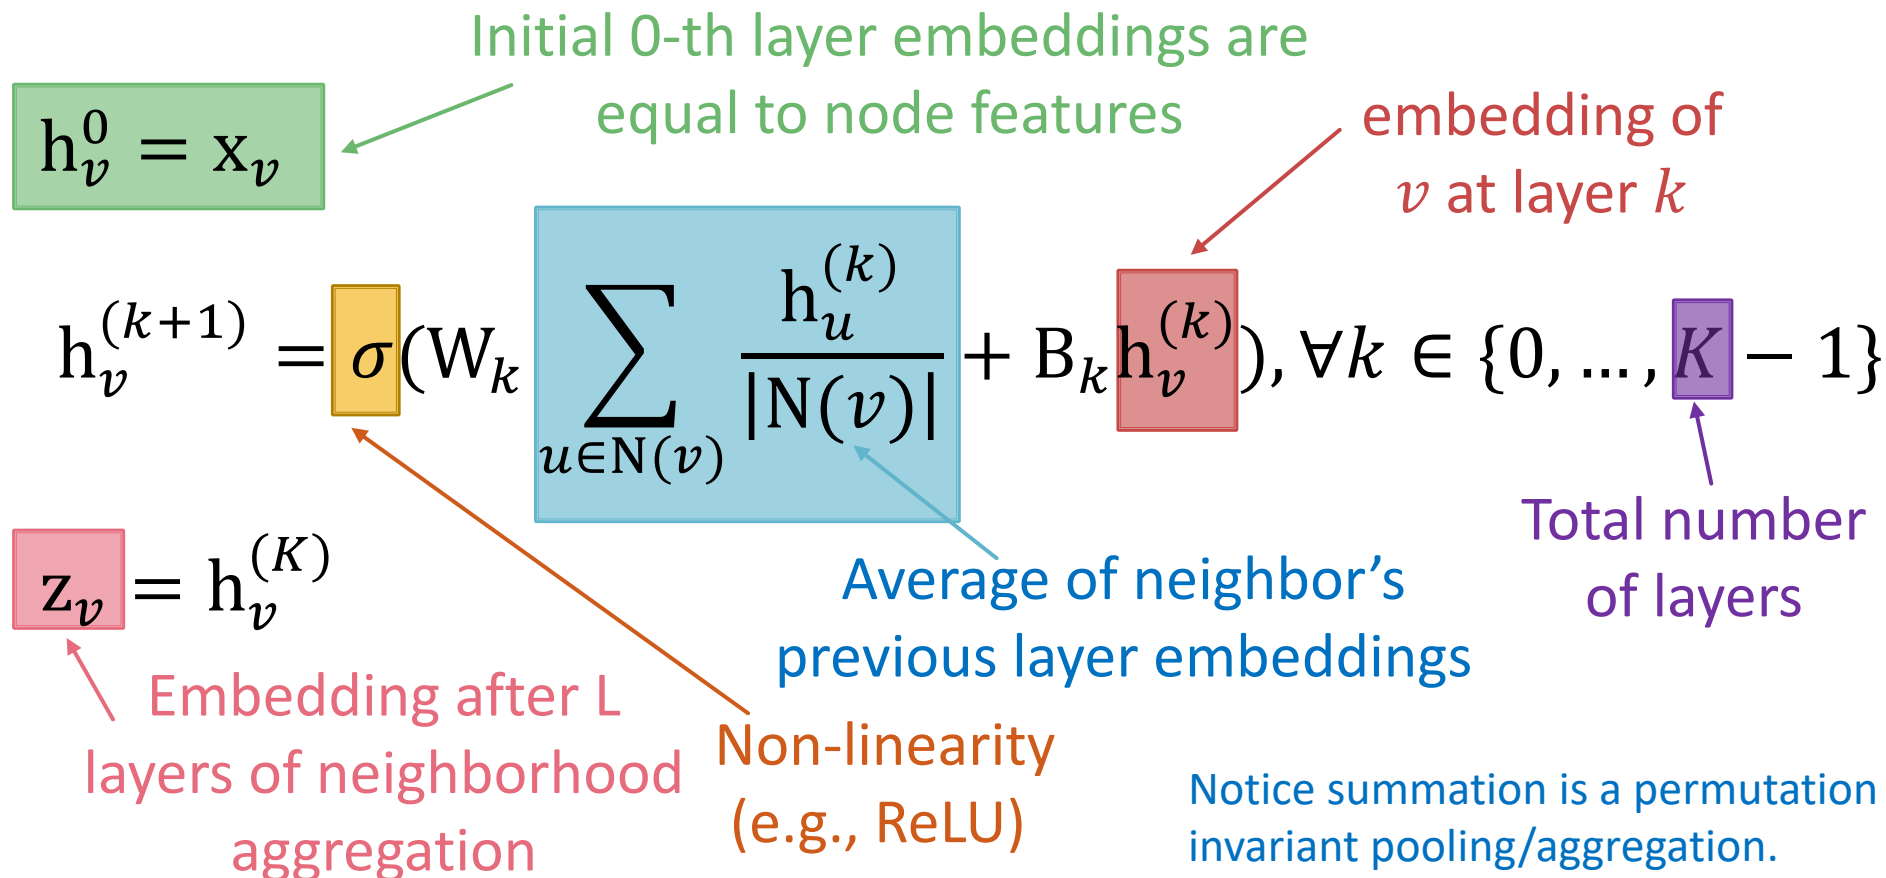 Initial 0-th layer embeddings are
equal to node features
h_v^0 = x_v
embedding of
v at layer k
h_v^{(k+1)} = σ(W_k ∑_{u∈N(v)} h_u^{(k)} / |N(v)| + B_k h_v^{(k)}), ∀k ∈ {0, …, K − 1}
Total number
of layers
z_v = h_v^{(K)}
Average of neighbor’s
previous layer embeddings
Embedding after L
layers of neighborhood
aggregation
Non-linearity
(e.g., ReLU)
Notice summation is a permutation
invariant pooling/aggregation.